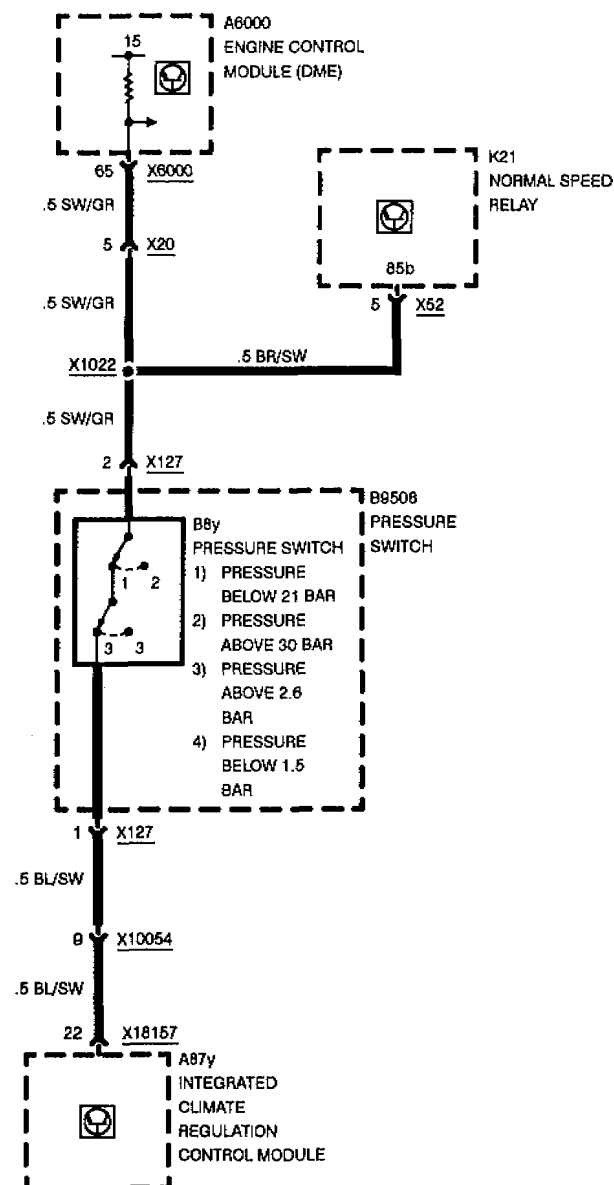 A6000
ENGINE CONTROL
MODULE (DME)
15
65 X6000
.5 SW/GR
5 X20
K21
NORMAL SPEED
RELAY
85b
5 X52
.5 SW/GR
X1022
.5 BR/SW
.5 SW/GR
2 X127
B9506
PRESSURE
SWITCH
B8y
PRESSURE SWITCH
1) PRESSURE
BELOW 21 BAR
2) PRESSURE
ABOVE 30 BAR
3) PRESSURE
ABOVE 2.6
BAR
4) PRESSURE
BELOW 1.5
BAR
1 2
3 3
1 X127
.5 BL/SW
9 X10054
.5 BL/SW
22 X18157
A87y
INTEGRATED
CLIMATE
REGULATION
CONTROL MODULE